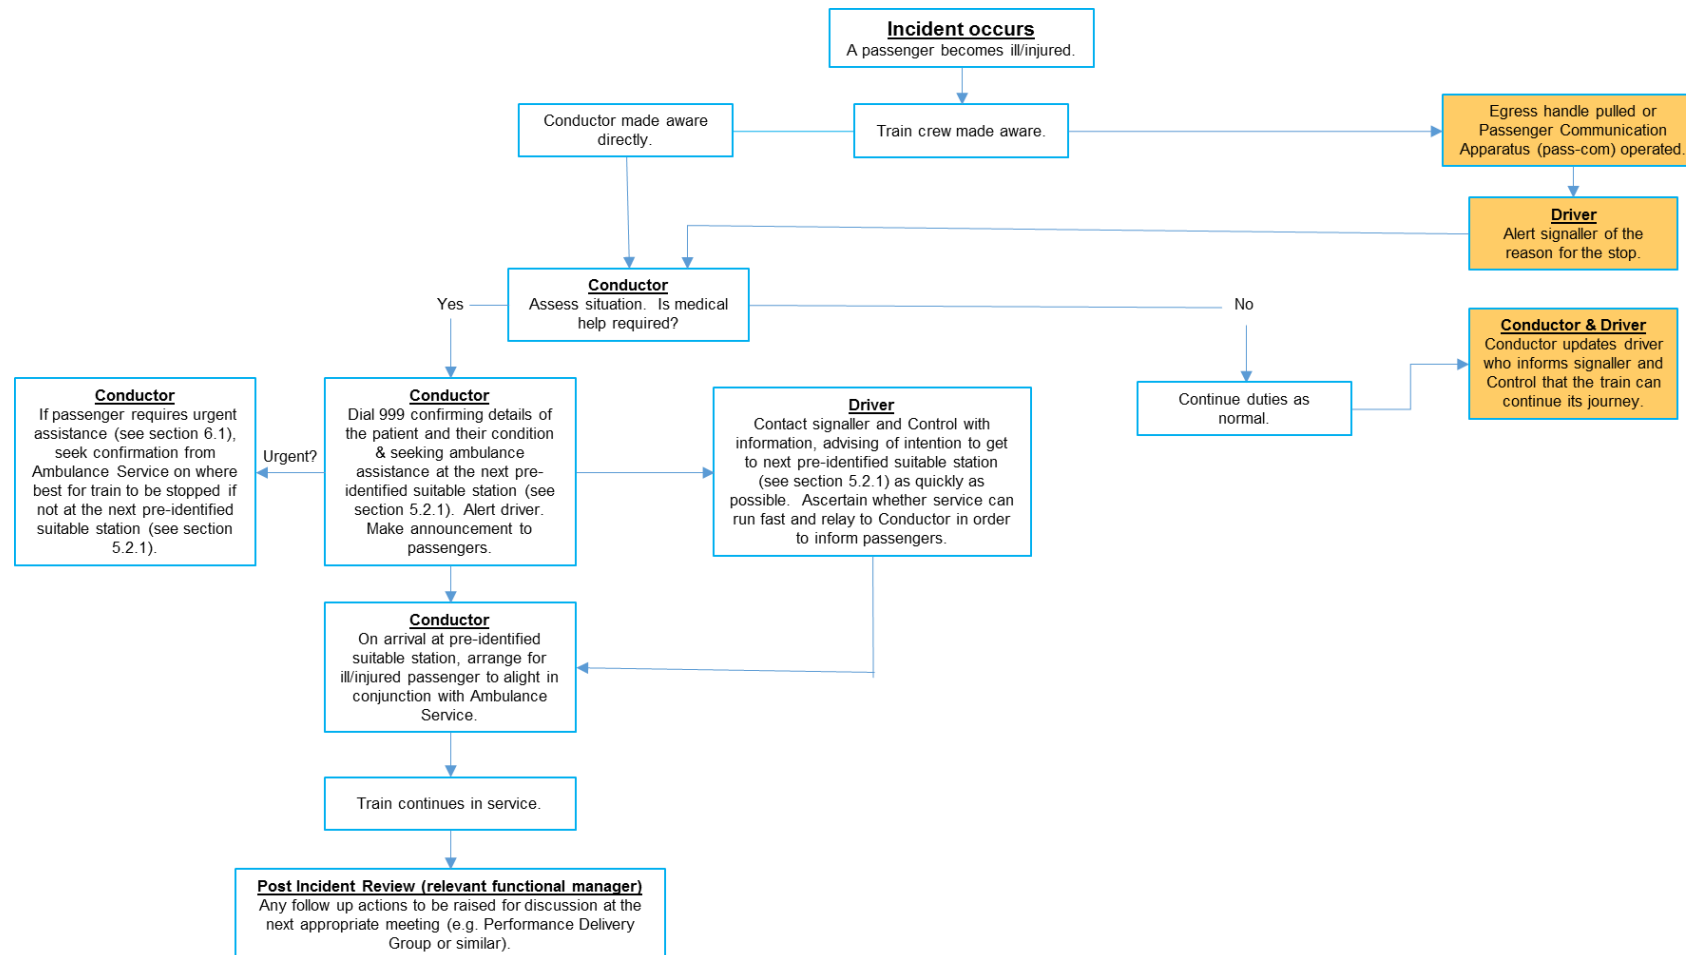 Incident occurs
A passenger becomes ill/injured.
Conductor made aware
directly.
Train crew made aware.
Egress handle pulled or
Passenger Communication
Apparatus (pass-com) operated.
Driver
Alert signaller of the
reason for the stop.
Conductor
Assess situation. Is medical
help required?
Yes
No
Conductor & Driver
Conductor updates driver
who informs signaller and
Control that the train can
continue its journey.
Continue duties as
normal.
Conductor
If passenger requires urgent
assistance (see section 6.1),
seek confirmation from
Ambulance Service on where
best for train to be stopped if
not at the next pre-identified
suitable station (see section
5.2.1).
Urgent?
Conductor
Dial 999 confirming details of
the patient and their condition
& seeking ambulance
assistance at the next pre-
identified suitable station (see
section 5.2.1). Alert driver.
Make announcement to
passengers.
Driver
Contact signaller and Control with
information, advising of intention to get
to next pre-identified suitable station
(see section 5.2.1) as quickly as
possible. Ascertain whether service can
run fast and relay to Conductor in order
to inform passengers.
Conductor
On arrival at pre-identified
suitable station, arrange for
ill/injured passenger to alight in
conjunction with Ambulance
Service.
Train continues in service.
Post Incident Review (relevant functional manager)
Any follow up actions to be raised for discussion at the
next appropriate meeting (e.g. Performance Delivery
Group or similar).